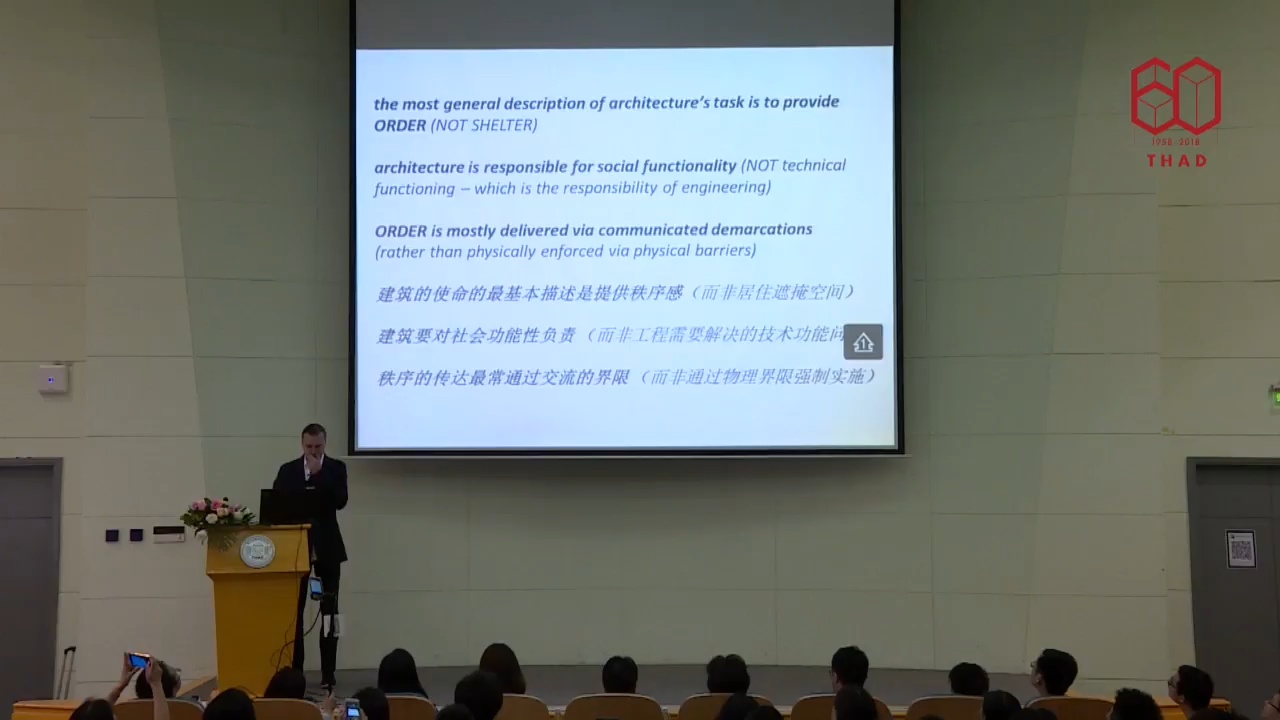 the most general description of architecture's task is to provide
ORDER (NOT SHELTER)
architecture is responsible for social functionality (NOT technical
functioning – which is the responsibility of engineering)
ORDER is mostly delivered via communicated demarcations
(rather than physically enforced via physical barriers)
建筑的使命的最基本描述是提供秩序感（而非居住遮掩空间）
建筑要对社会功能性负责（而非工程需要解决的技术功能问
秩序的传达最常通过交流的界限（而非通过物理界限强制实施）
60
1958-2018
THAD